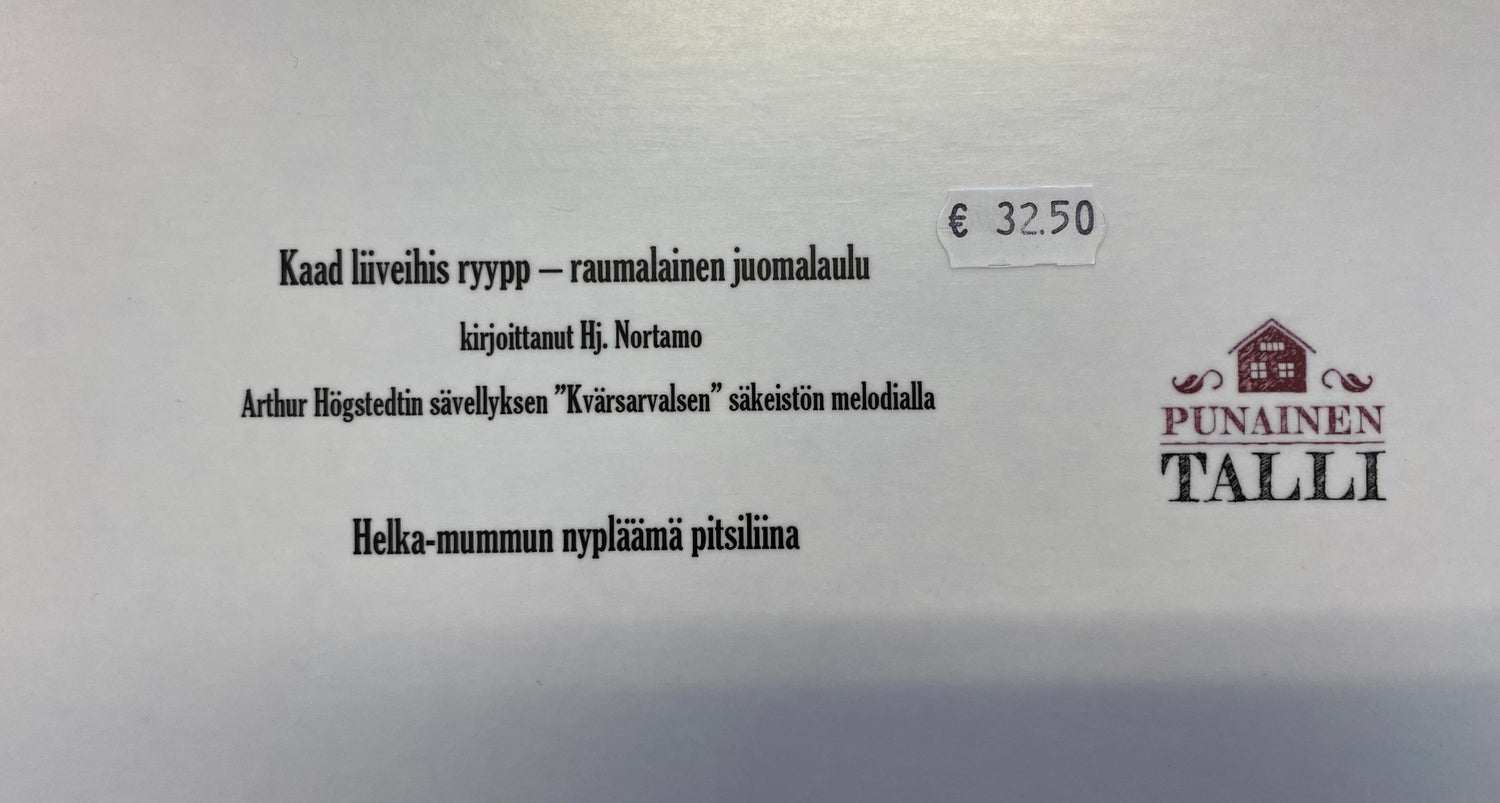 € 32.50
Kaad liiveihis ryypp – raumalainen juomalaulu
kirjoittanut Hj. Nortamo
Arthur Högstedtin sävellyksen ”Kvärsarvalsen” säkeistön melodialla
Helka-mummun nypläämä pitsiliina
PUNAINEN
TALLI